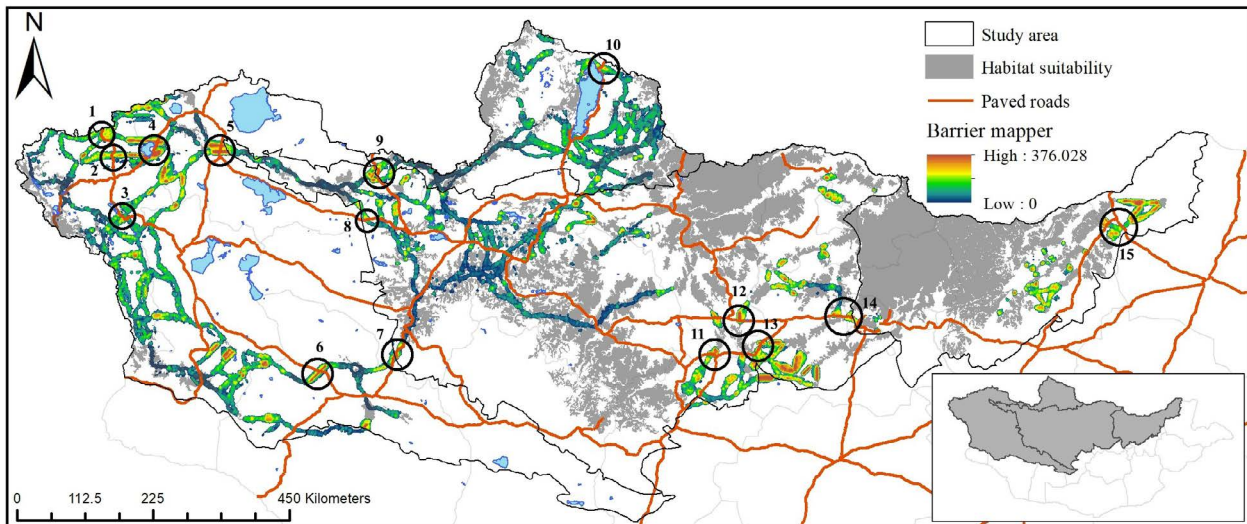 N
Study area
Habitat suitability
Paved roads
Barrier mapper
High : 376.028
Low : 0
1
2
3
4
5
6
7
8
9
10
11
12
13
14
15
0 112.5 225 450 Kilometers